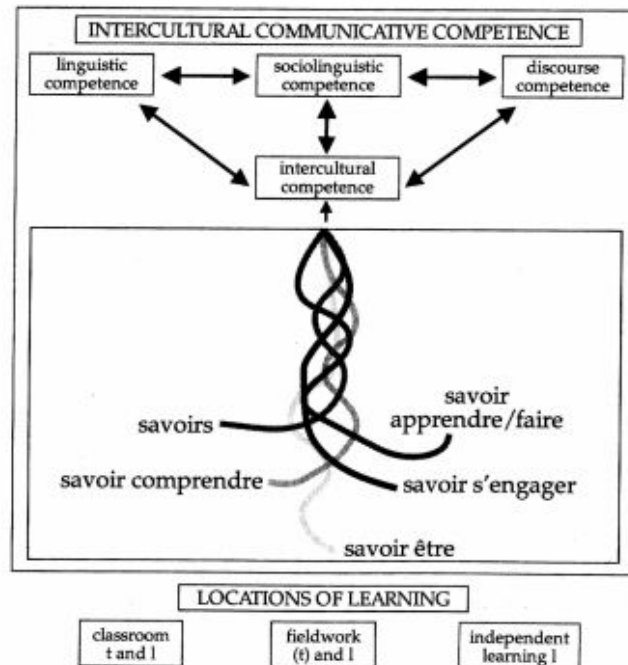 INTERCULTURAL COMMUNICATIVE COMPETENCE
linguistic
competence
sociolinguistic
competence
discourse
competence
intercultural
competence
savoirs
savoir
apprendre/faire
savoir comprendre
savoir s'engager
savoir être
LOCATIONS OF LEARNING
classroom
t and l
fieldwork
(t) and l
independent
learning l